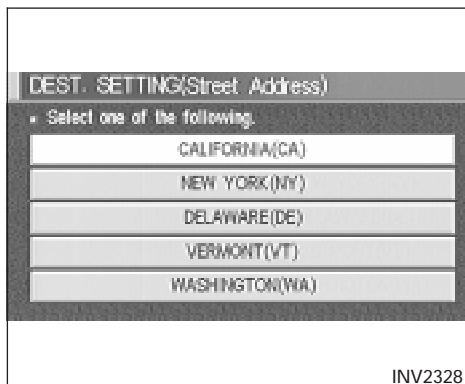 DEST. SETTING(Street Address)
Select one of the following.
CALIFORNIA(CA)
NEW YORK(NY)
DELAWARE(DE)
VERMONT(VT)
WASHINGTON(WA)
INV2328